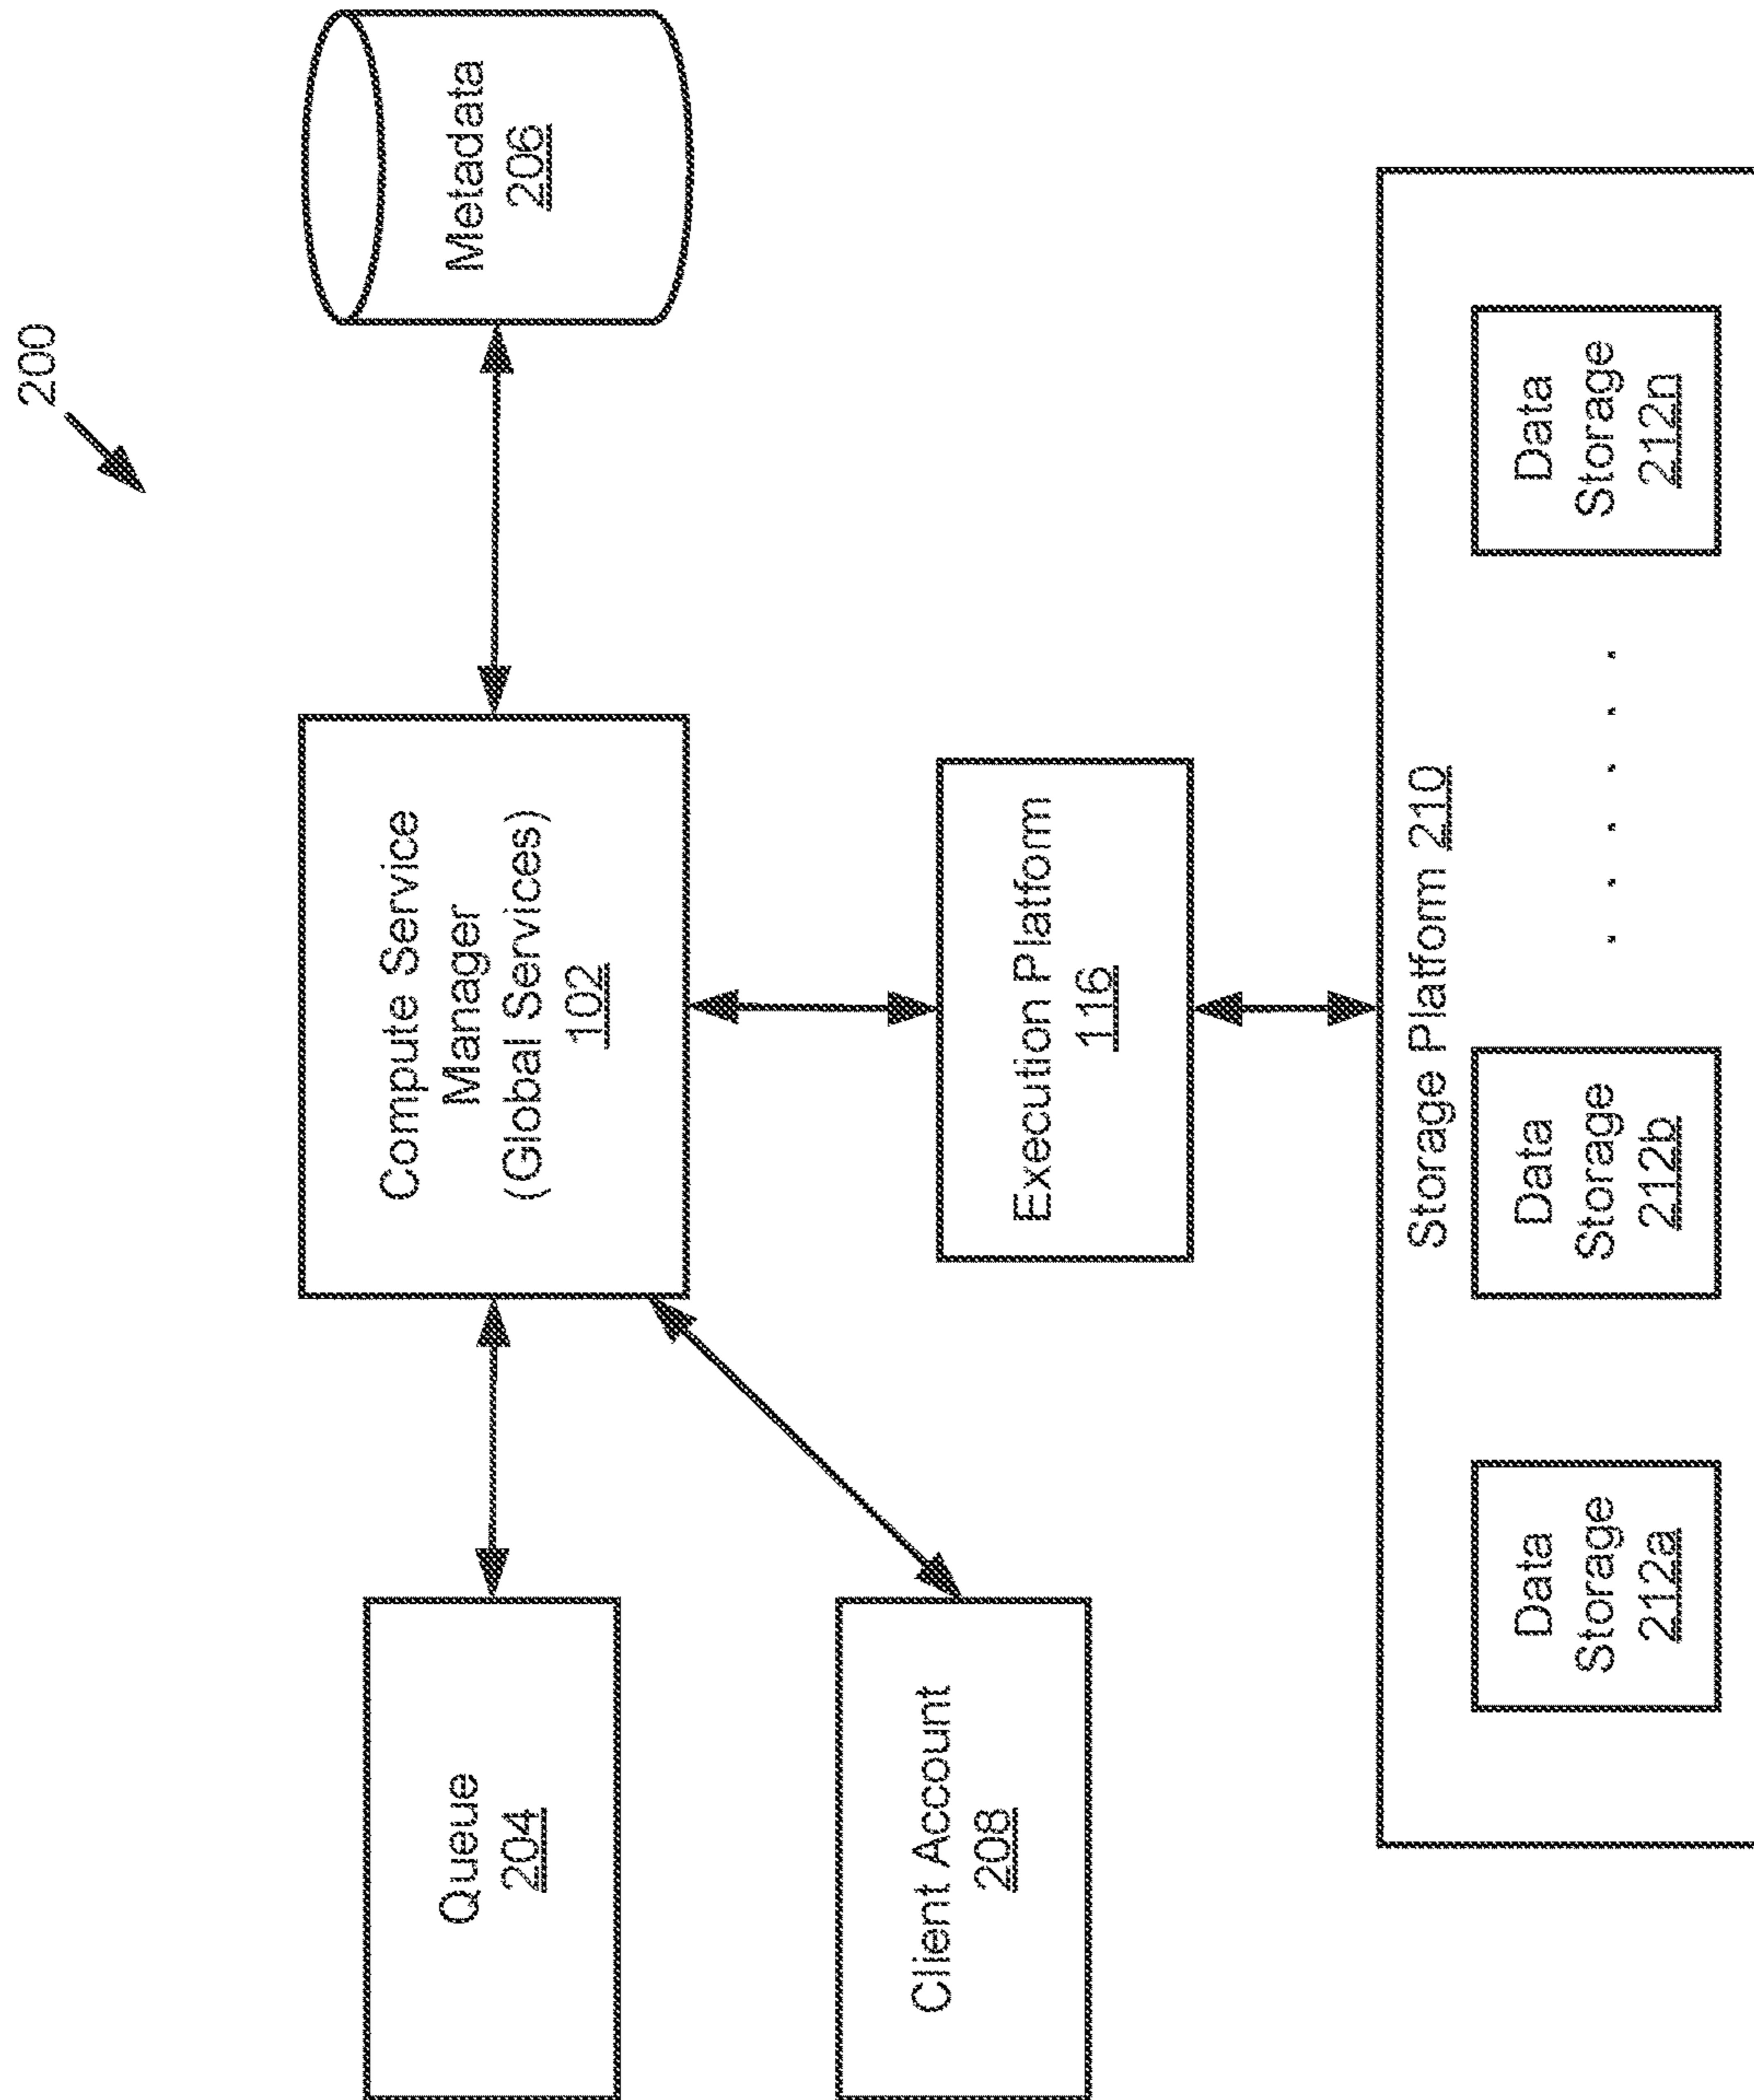 200
Queue
204
Compute Service
Manager
(Global Services)
102
Metadata
206
Client Account
208
Execution Platform
116
Storage Platform 210
Data
Storage
212a
Data
Storage
212b
Data
Storage
212n